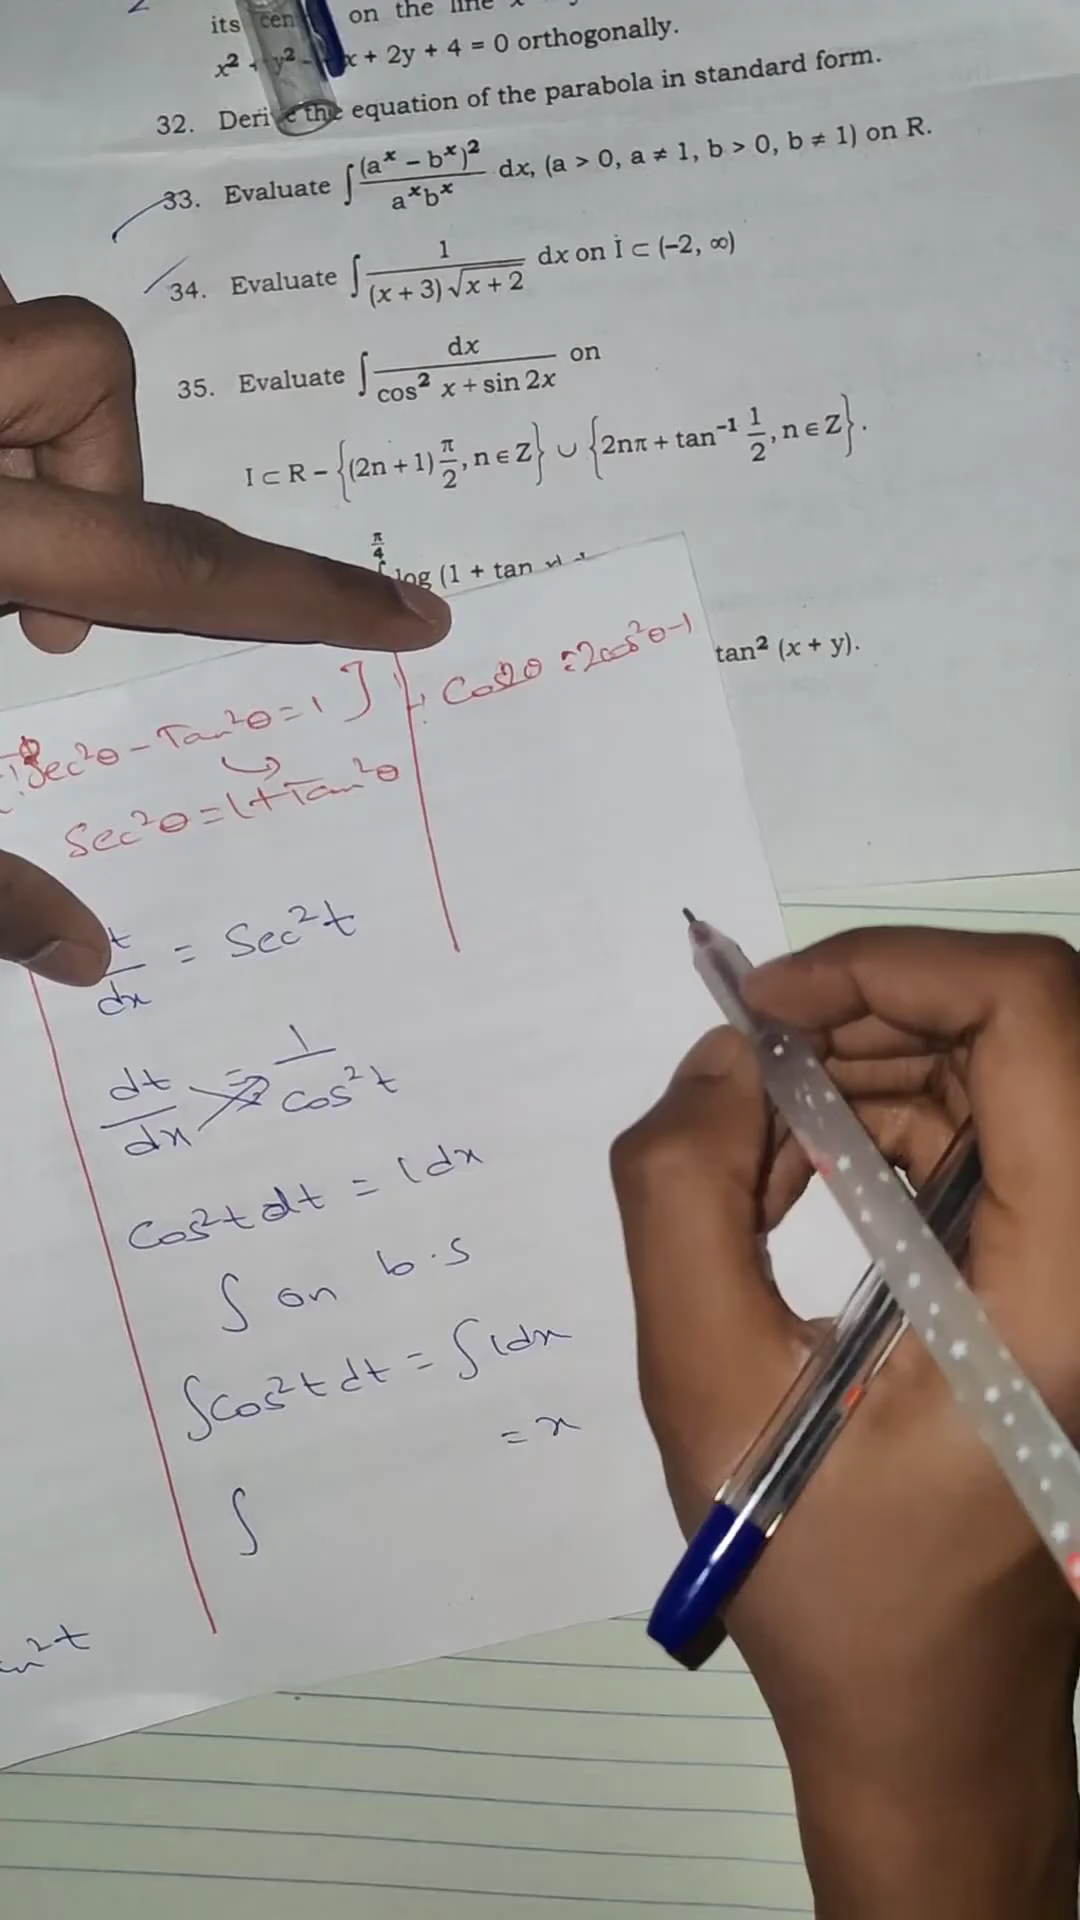 its cen on the line x
x² + y² - x + 2y + 4 = 0 orthogonally.
32. Derive the equation of the parabola in standard form.
33. Evaluate ∫ (aˣ – bˣ)² / aˣbˣ dx, (a > 0, a ≠ 1, b > 0, b ≠ 1) on R.
34. Evaluate ∫ 1 / (x + 3) √x + 2 dx on I ⊂ (–2, ∞)
35. Evaluate ∫ dx / cos² x + sin 2x on
I ⊂ R – {(2n + 1) π/2, n ∈ Z} ∪ {2nπ + tan⁻¹ 1/2, n ∈ Z}.
π/4
log (1 + tan x)
tan² (x + y).
Sec²θ – Tan²θ = 1]
Sec²θ = 1 + Tan²θ
∵ Cos2θ = 2cos²θ-1
t/dx = Sec²t
dt/dx = 1/cos²t
Cos²t dt = 1dx
∫ on b.s
∫cos²t dt = ∫1dx
= x
∫
n²t